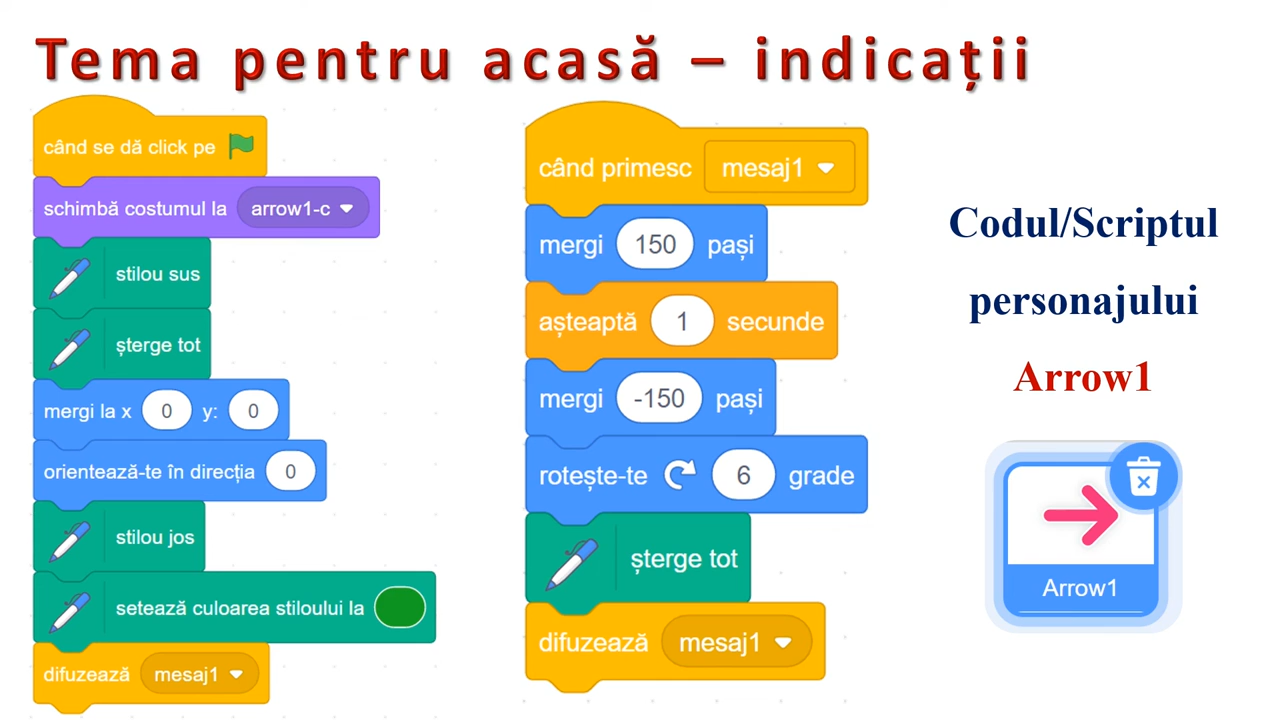 Tema pentru acasă – indicații
când se dă click pe
schimbă costumul la arrow1-c
stilou sus
șterge tot
mergi la x 0 y: 0
orientează-te în direcția 0
stilou jos
setează culoarea stiloului la
difuzează mesaj1
când primesc mesaj1
mergi 150 pași
așteaptă 1 secunde
mergi -150 pași
rotește-te 6 grade
șterge tot
difuzează mesaj1
Codul/Scriptul
personajului
Arrow1
Arrow1